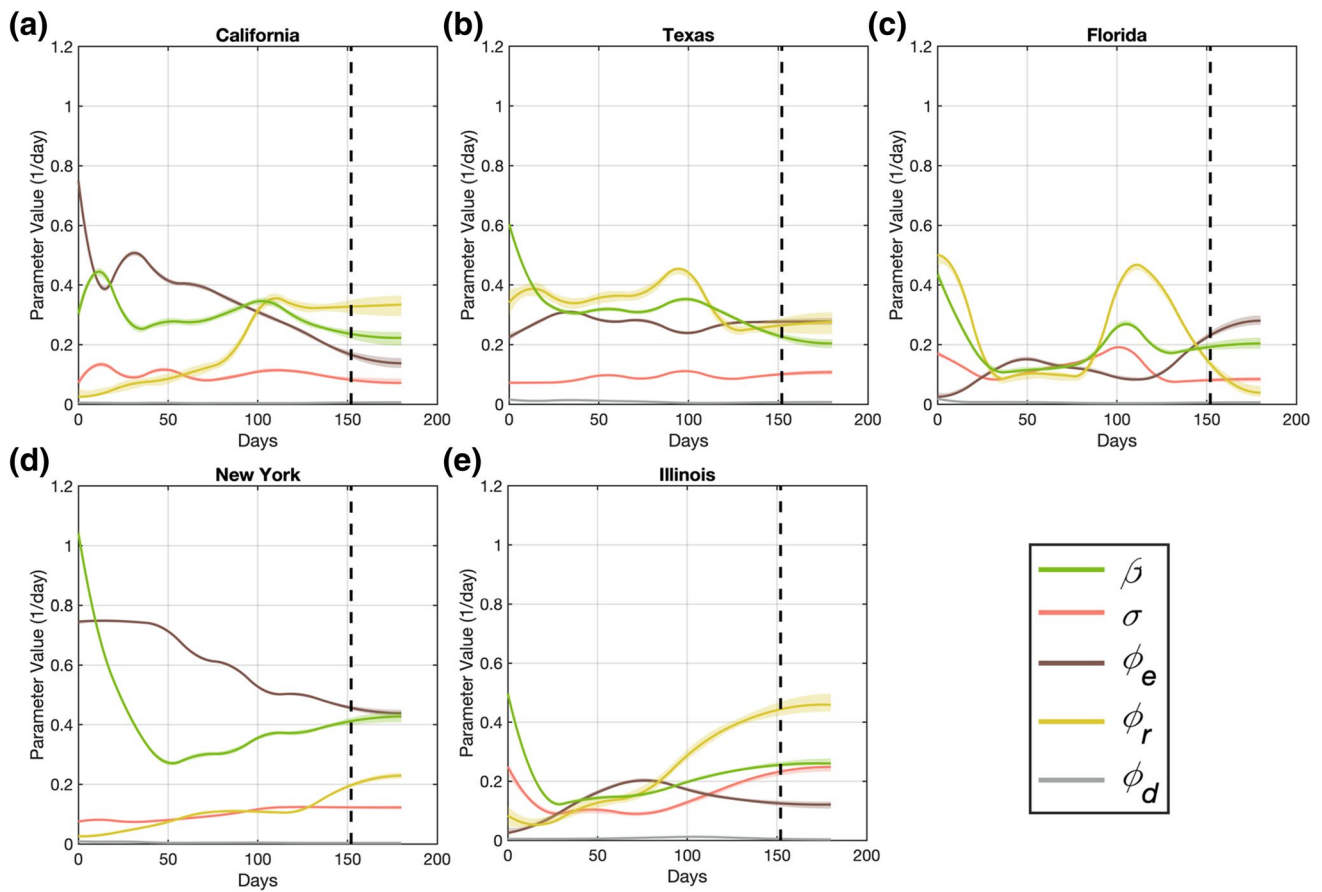 (a)
California
1.2
1
0.8
0.6
0.4
0.2
0
Parameter Value (1/day)
0 50 100 150 200
Days
(b)
Texas
1.2
1
0.8
0.6
0.4
0.2
0
Parameter Value (1/day)
0 50 100 150 200
Days
(c)
Florida
1.2
1
0.8
0.6
0.4
0.2
0
Parameter Value (1/day)
0 50 100 150 200
Days
(d)
New York
1.2
1
0.8
0.6
0.4
0.2
0
Parameter Value (1/day)
0 50 100 150 200
Days
(e)
Illinois
1.2
1
0.8
0.6
0.4
0.2
0
Parameter Value (1/day)
0 50 100 150 200
Days
β
σ
ϕe
ϕr
ϕd